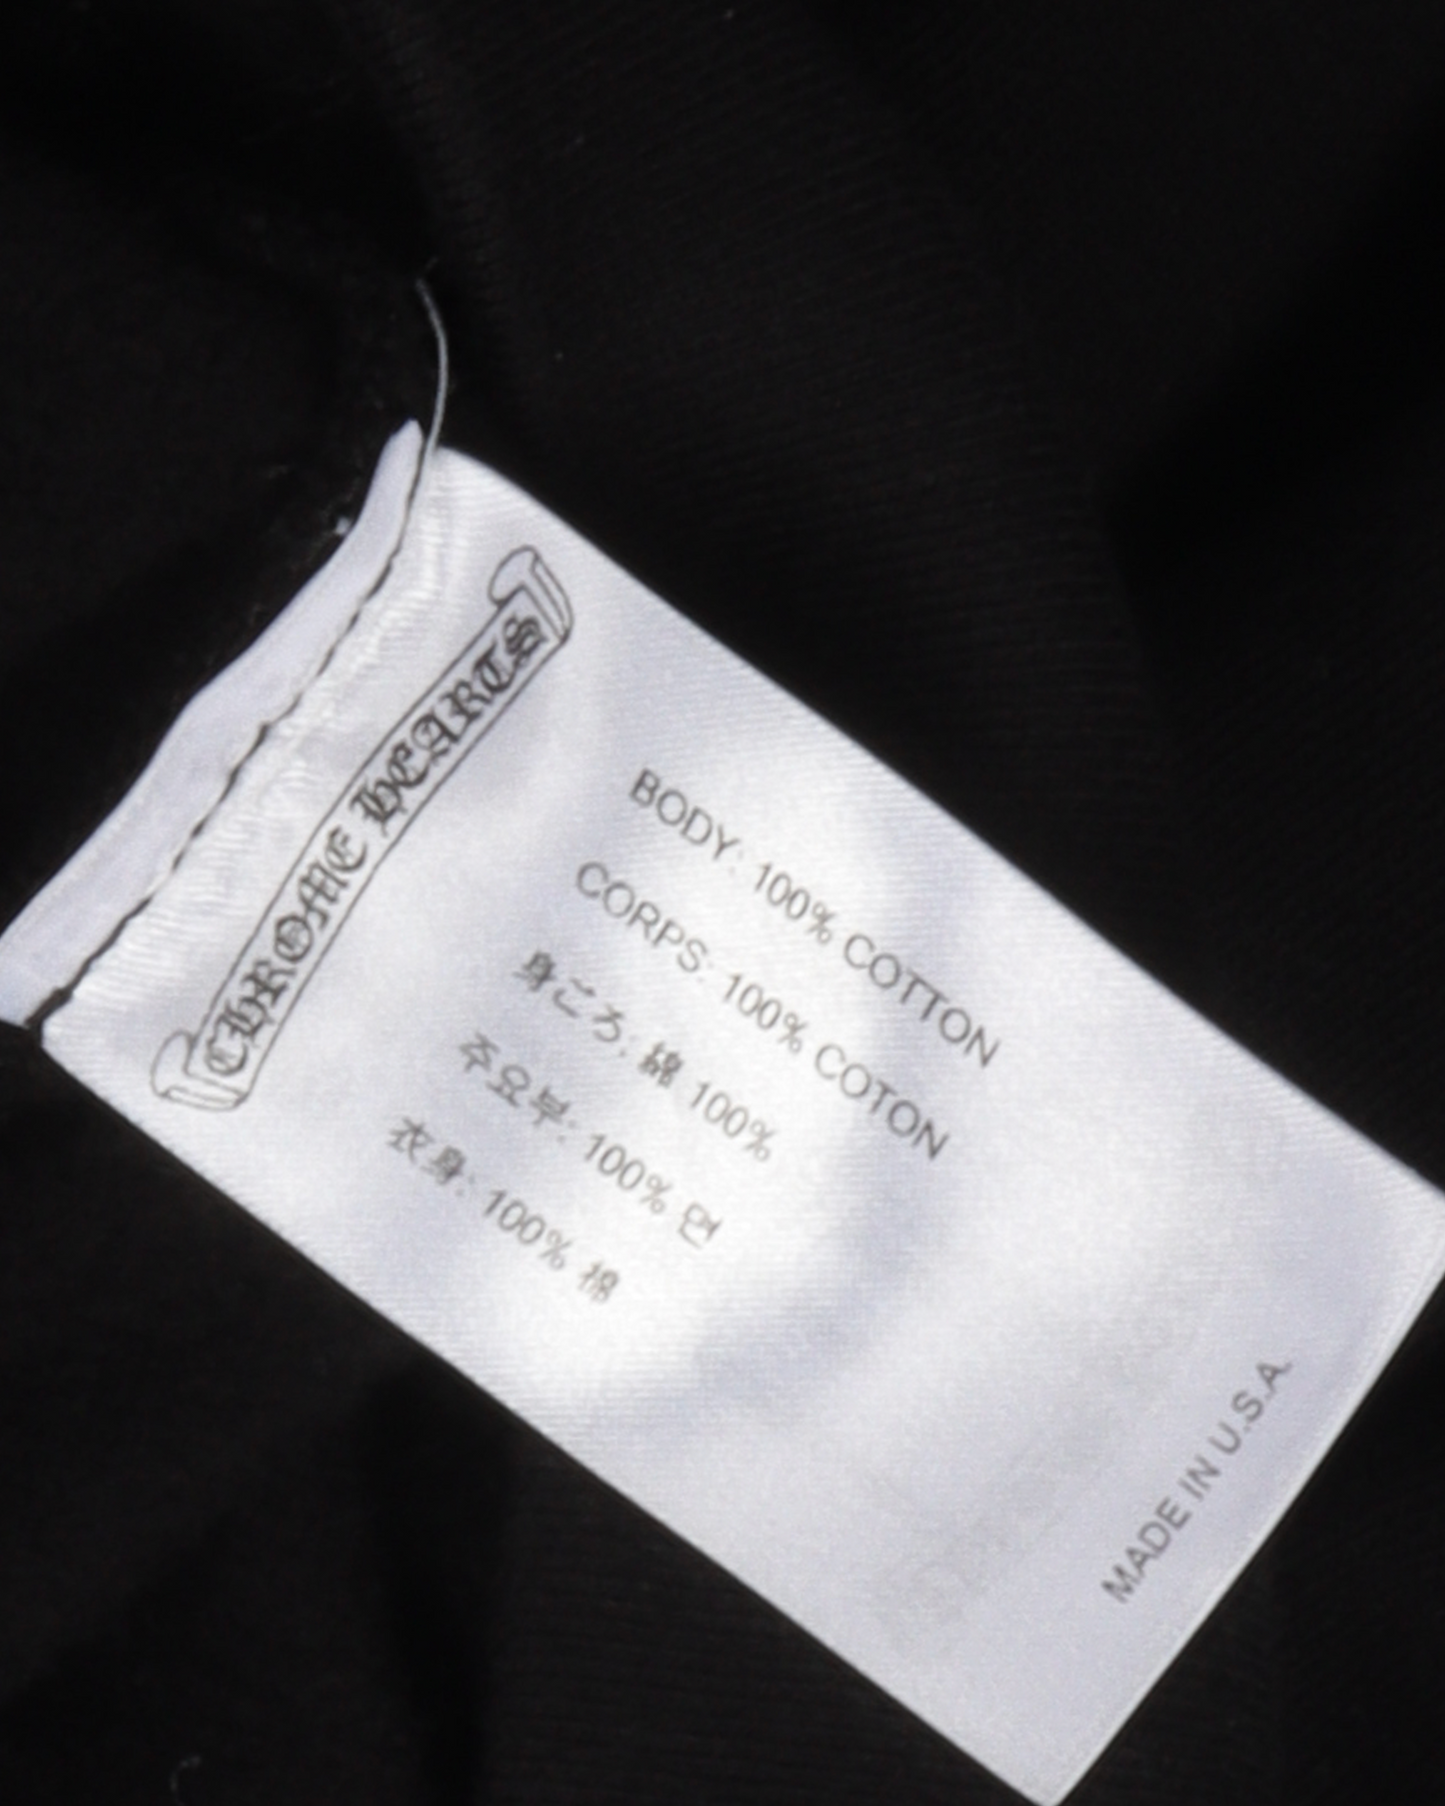 CHROME HEARTS
BODY: 100% COTTON
CORPS: 100% COTON
身ごろ: 綿 100%
주요부: 100% 면
衣身: 100% 棉
MADE IN U.S.A.